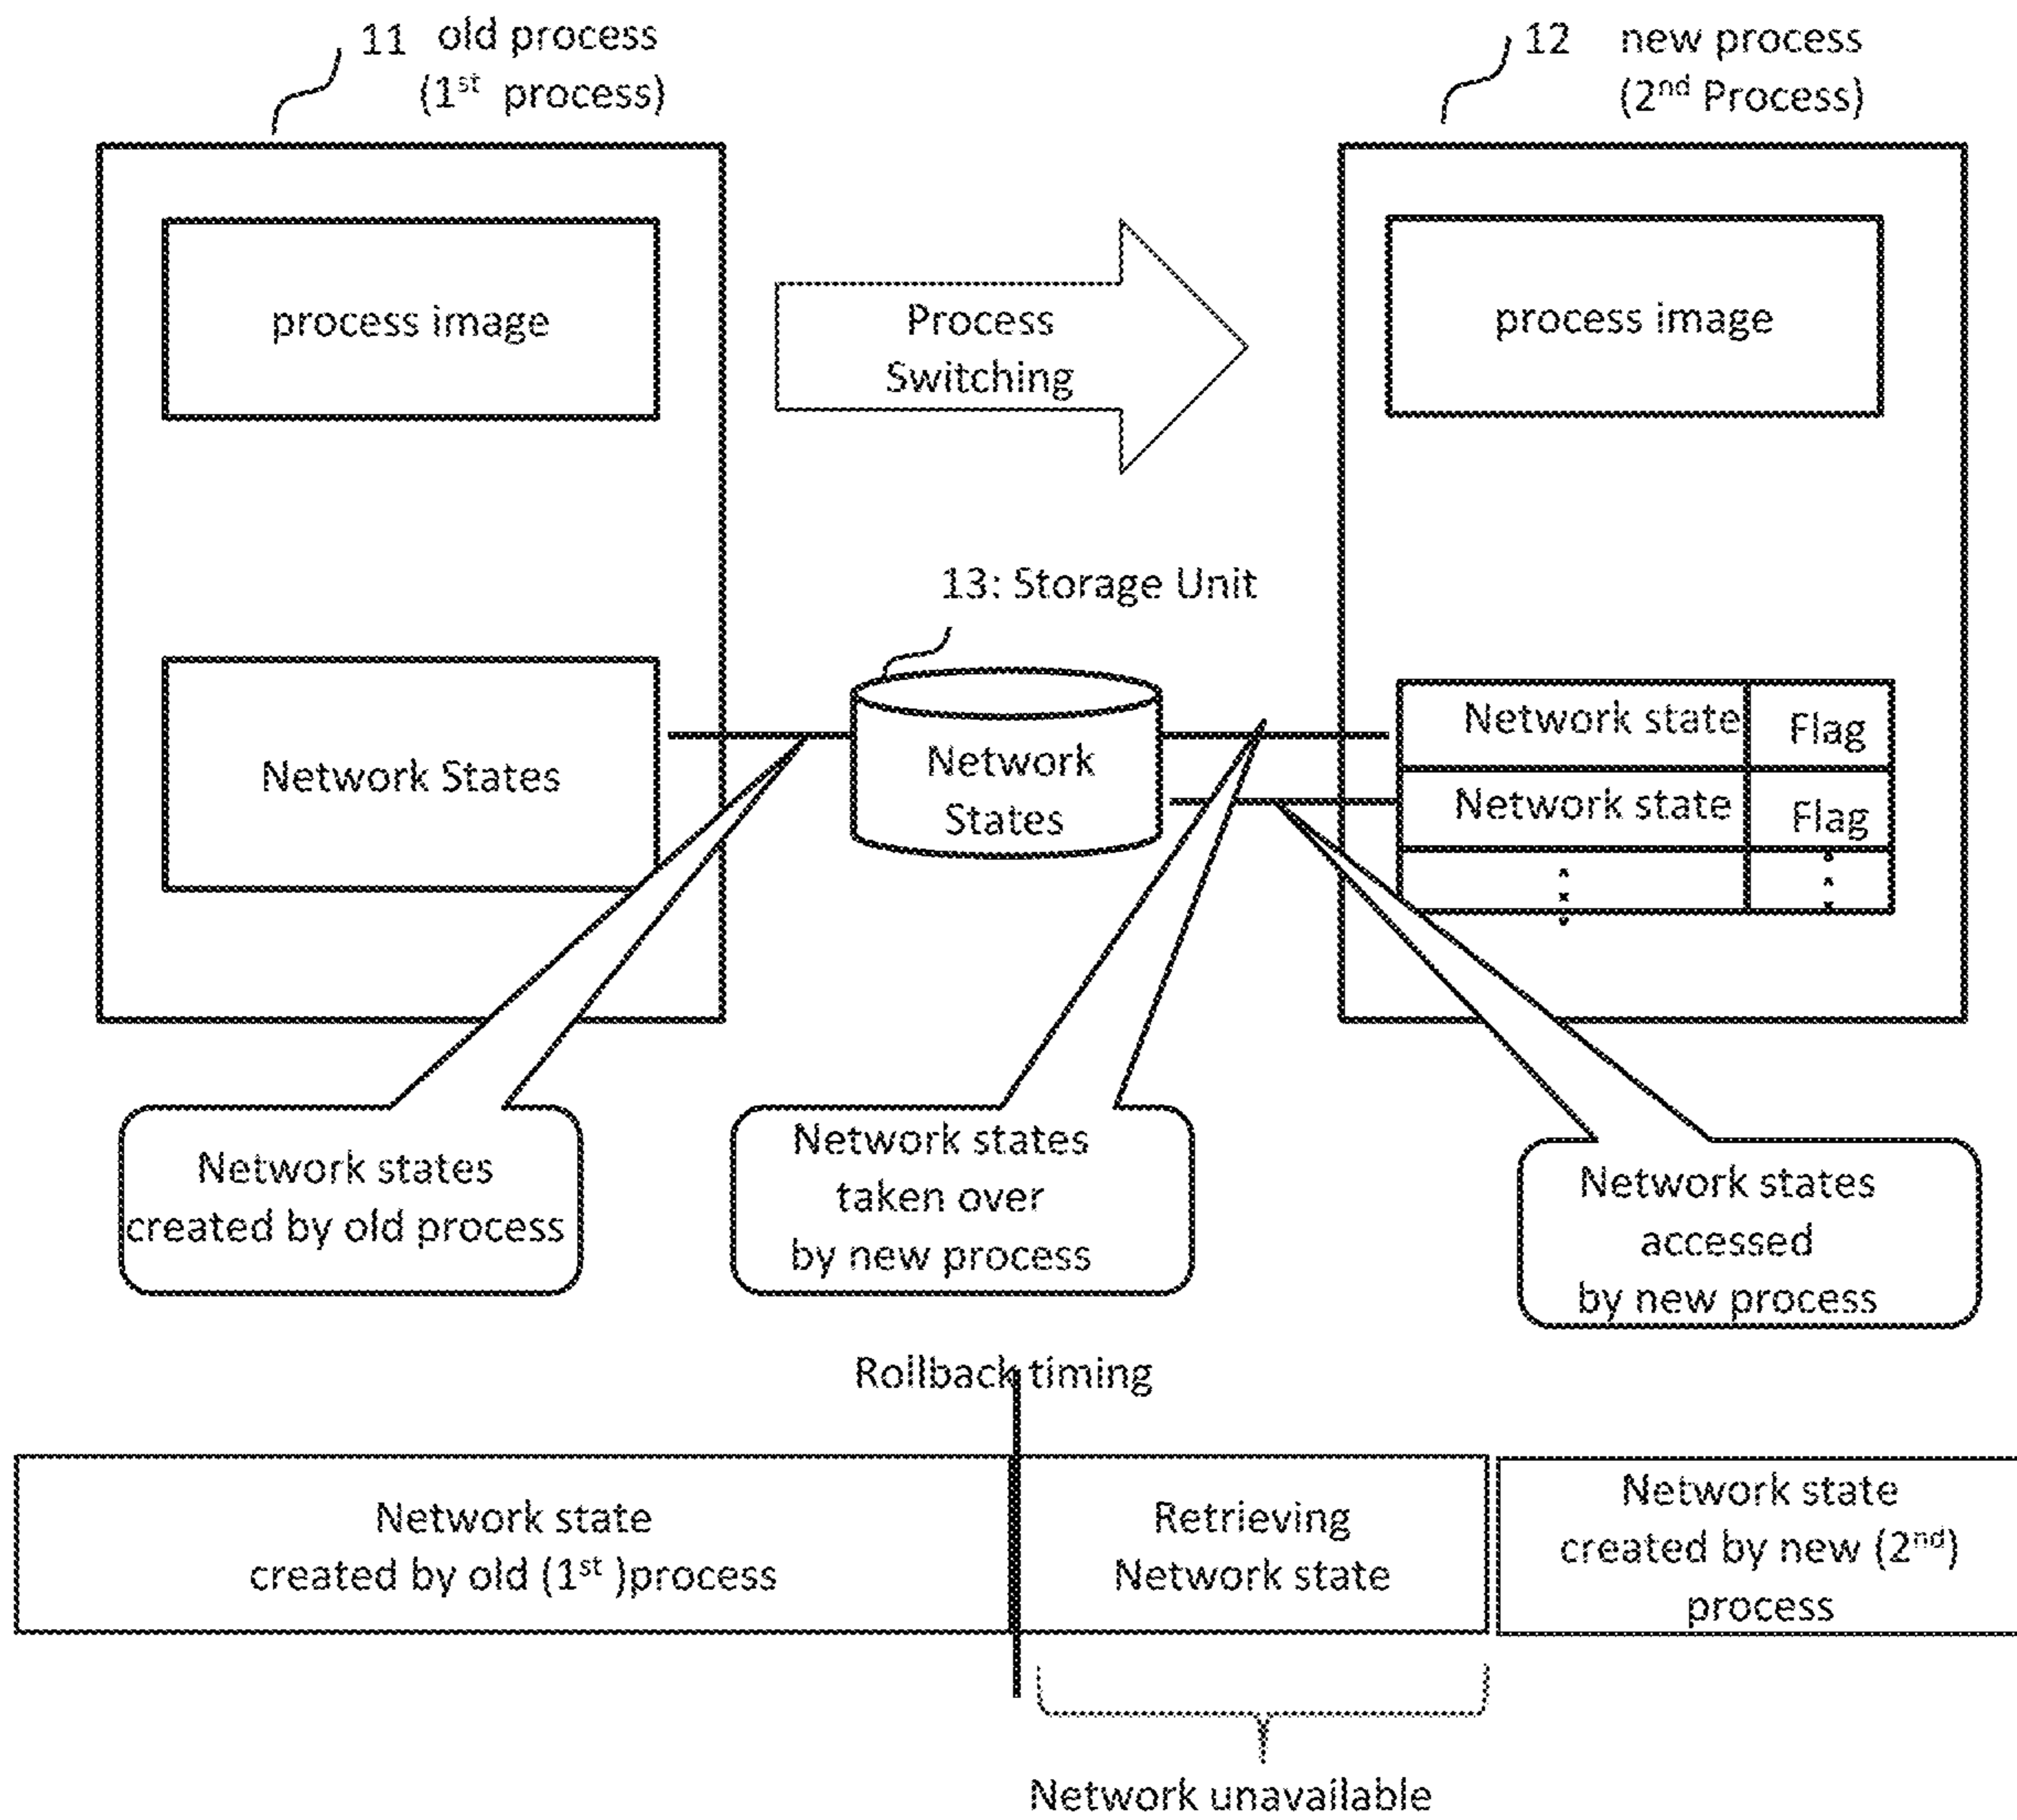 11 old process
(1st process)
12 new process
(2nd Process)
process image
Process
Switching
process image
13: Storage Unit
Network States
Network
States
Network state Flag
Network state Flag
Network states
created by old process
Network states
taken over
by new process
Network states
accessed
by new process
Rollback timing
Network state
created by old (1st )process
Retrieving
Network state
Network state
created by new (2nd)
process
Network unavailable